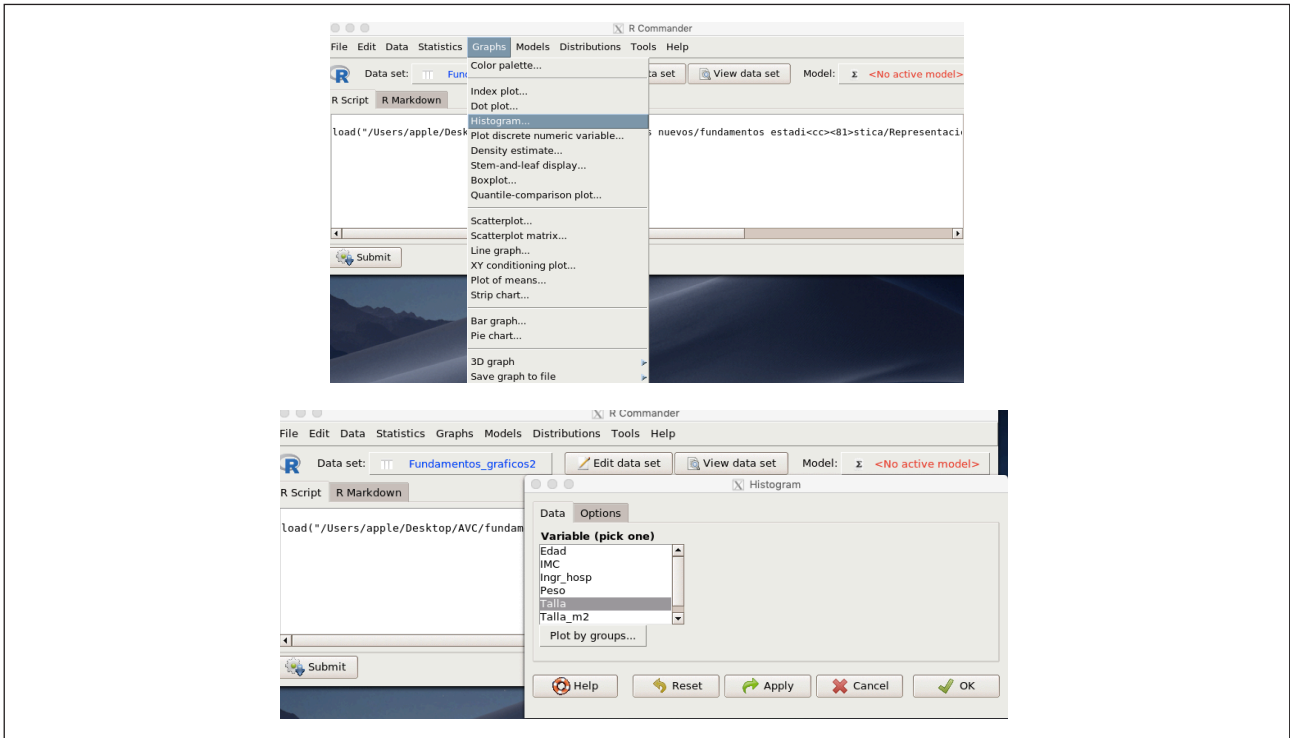 R Commander
File Edit Data Statistics Graphs Models Distributions Tools Help
Data set: Fund ta set View data set Model: Σ <No active model>
R Script R Markdown
load("/Users/apple/Desk s nuevos/fundamentos estadi<cc><81>stica/Representaci
Submit
Color palette...
Index plot...
Dot plot...
Histogram...
Plot discrete numeric variable...
Density estimate...
Stem-and-leaf display...
Boxplot...
Quantile-comparison plot...
Scatterplot...
Scatterplot matrix...
Line graph...
XY conditioning plot...
Plot of means...
Strip chart...
Bar graph...
Pie chart...
3D graph
Save graph to file
R Commander
File Edit Data Statistics Graphs Models Distributions Tools Help
Data set: Fundamentos_graficos2 Edit data set View data set Model: Σ <No active model>
R Script R Markdown
load("/Users/apple/Desktop/AVC/fundam
Submit
Histogram
Data Options
Variable (pick one)
Edad
IMC
Ingr_hosp
Peso
Talla
Talla_m2
Plot by groups...
Help Reset Apply Cancel OK